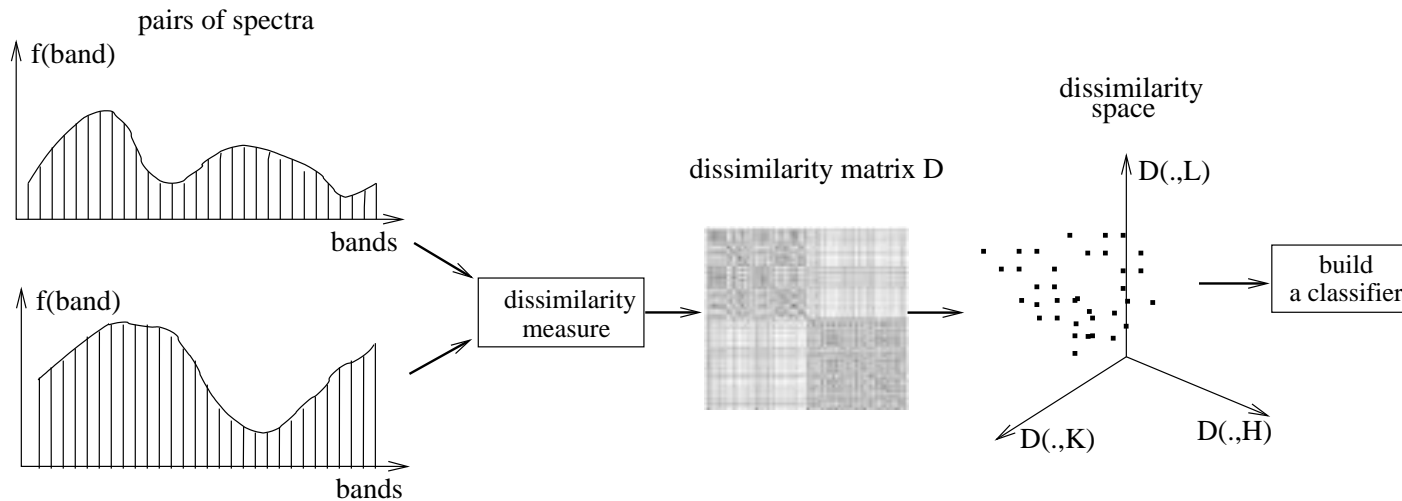 pairs of spectra
f(band)
bands
f(band)
bands
dissimilarity
measure
dissimilarity matrix D
dissimilarity
space
D(.,L)
D(.,K)
D(.,H)
build
a classifier